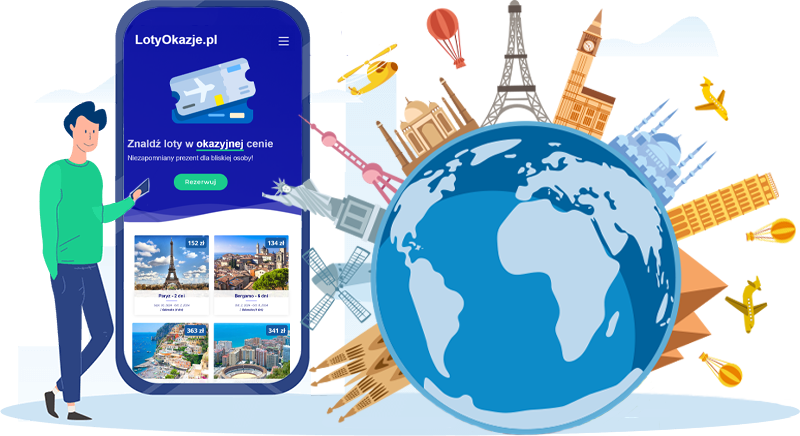 LotyOkazje.pl
Znaldź loty w okazyjnej cenie
Niezapomniany prezent dla bliskiej osoby!
Rezerwuj
152 zł
134 zł
Paryż - 2 dni
Bergamo - 6 dni
363 zł
341 zł